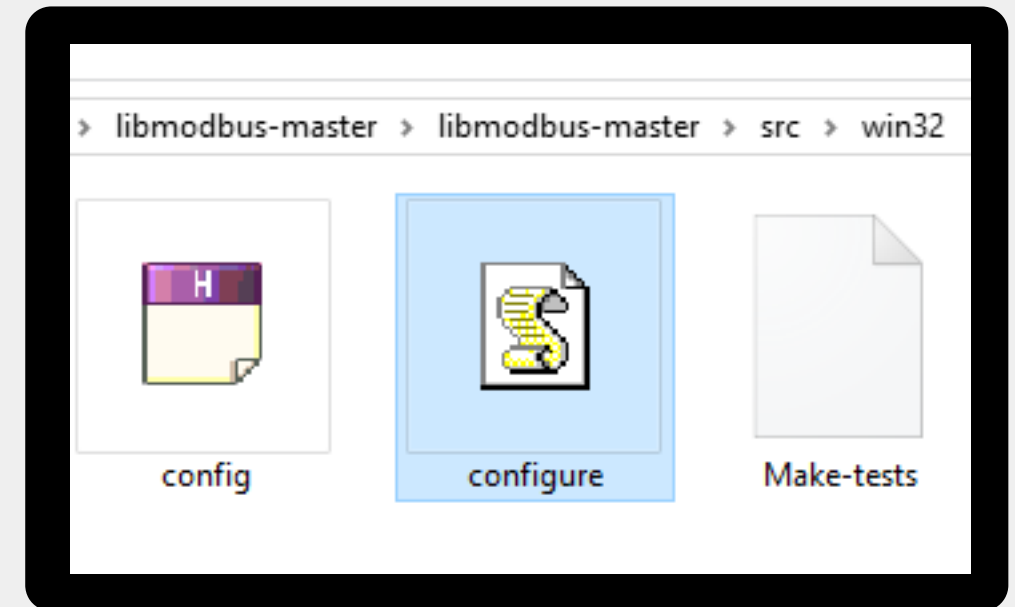 > libmodbus-master > libmodbus-master > src > win32
H
config
configure
Make-tests